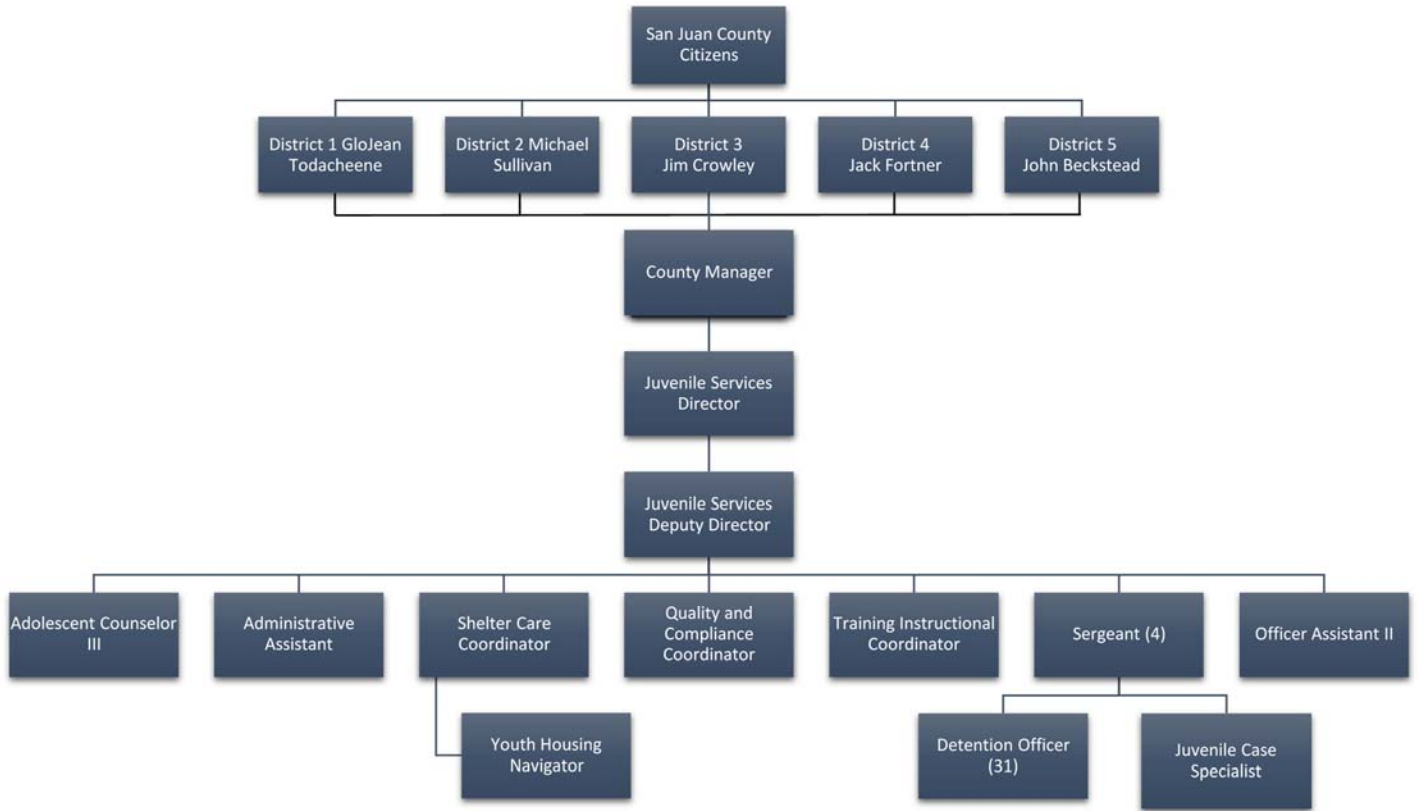 San Juan County
Citizens
District 1 GloJean
Todacheene
District 2 Michael
Sullivan
District 3
Jim Crowley
District 4
Jack Fortner
District 5
John Beckstead
County Manager
Juvenile Services
Director
Juvenile Services
Deputy Director
Adolescent Counselor
III
Administrative
Assistant
Shelter Care
Coordinator
Quality and
Compliance
Coordinator
Training Instructional
Coordinator
Sergeant (4)
Officer Assistant II
Youth Housing
Navigator
Detention Officer
(31)
Juvenile Case
Specialist